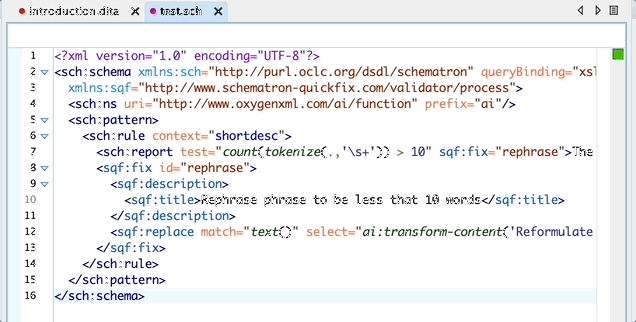 introduction.dita test.sch
1 <?xml version="1.0" encoding="UTF-8"?>
2 <sch:schema xmlns:sch="http://purl.oclc.org/dsdl/schematron" queryBinding="xsl
3 xmlns:sqf="http://www.schematron-quickfix.com/validator/process">
4 <sch:ns uri="http://www.oxygenxml.com/ai/function" prefix="ai"/>
5 <sch:pattern>
6 <sch:rule context="shortdesc">
7 <sch:report test="count(tokenize(.,'\s+')) > 10" sqf:fix="rephrase">The
8 <sqf:fix id="rephrase">
9 <sqf:description>
10 <sqf:title>Rephrase phrase to be less that 10 words</sqf:title>
11 </sqf:description>
12 <sqf:replace match="text()" select="ai:transform-content('Reformulate
13 </sqf:fix>
14 </sch:rule>
15 </sch:pattern>
16 </sch:schema>